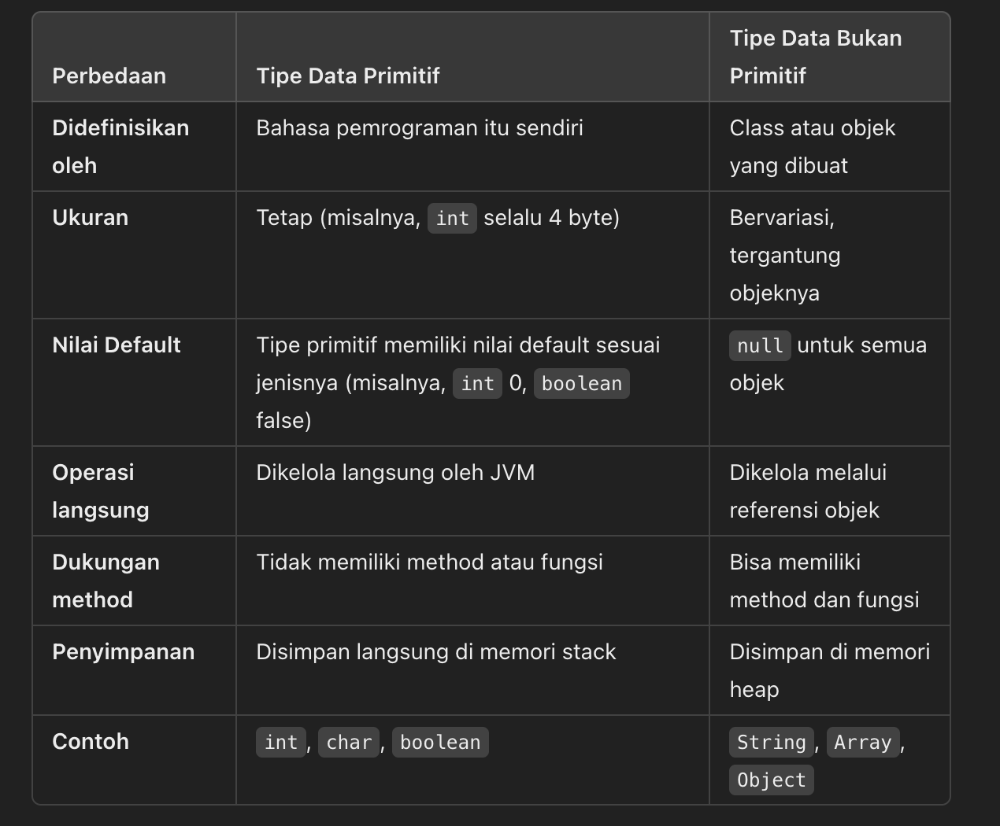 Perbedaan
Tipe Data Primitif
Tipe Data Bukan
Primitif
Didefinisikan
oleh
Bahasa pemrograman itu sendiri
Class atau objek
yang dibuat
Ukuran
Tetap (misalnya, int selalu 4 byte)
Bervariasi,
tergantung
objeknya
Nilai Default
Tipe primitif memiliki nilai default sesuai
jenisnya (misalnya, int 0, boolean
false)
null untuk semua
objek
Operasi
langsung
Dikelola langsung oleh JVM
Dikelola melalui
referensi objek
Dukungan
method
Tidak memiliki method atau fungsi
Bisa memiliki
method dan fungsi
Penyimpanan
Disimpan langsung di memori stack
Disimpan di memori
heap
Contoh
int, char, boolean
String, Array,
Object